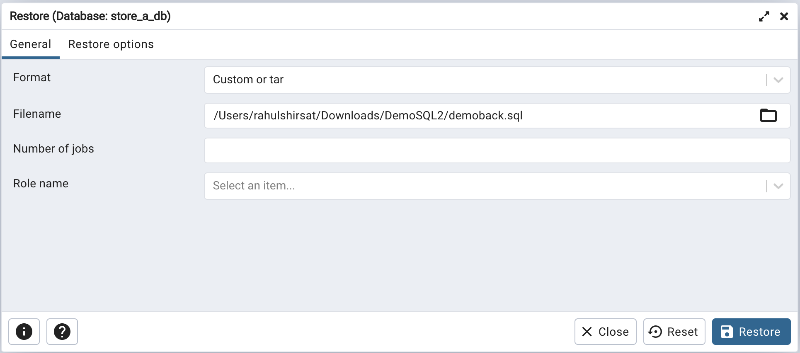 Restore (Database: store_a_db)
General Restore options
Format Custom or tar
Filename /Users/rahulshirsat/Downloads/DemoSQL2/demoback.sql
Number of jobs
Role name Select an item...
Close Reset Restore